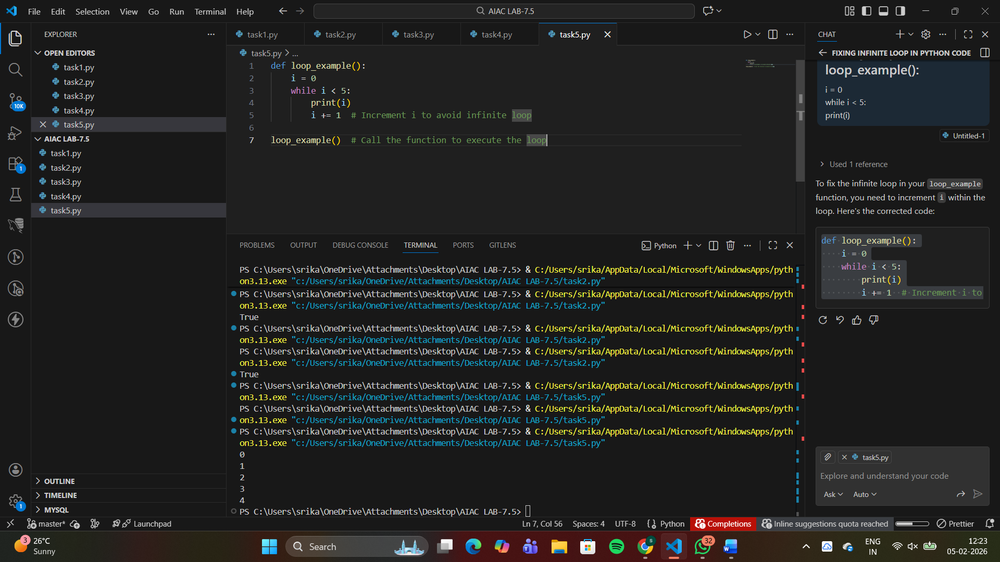 File Edit Selection View Go Run Terminal Help
AIAC LAB-7.5
EXPLORER
OPEN EDITORS
task1.py
task2.py
task3.py
task4.py
task5.py
AIAC LAB-7.5
task1.py
task2.py
task3.py
task4.py
task5.py
OUTLINE
TIMELINE
MYSQL
10K
1
1
task1.py task2.py task3.py task4.py task5.py
task5.py > ...
1 def loop_example():
2 i = 0
3 while i < 5:
4 print(i)
5 i += 1 # Increment i to avoid infinite loop
6
7 loop_example() # Call the function to execute the loop
PROBLEMS OUTPUT DEBUG CONSOLE TERMINAL PORTS GITLENS
Python
PS C:\Users\srika\OneDrive\Attachments\Desktop\AIAC LAB-7.5> & C:/Users/srika/AppData/Local/Microsoft/WindowsApps/pyth
on3.13.exe "c:/Users/srika/OneDrive/Attachments/Desktop/AIAC LAB-7.5/task2.py"
PS C:\Users\srika\OneDrive\Attachments\Desktop\AIAC LAB-7.5> & C:/Users/srika/AppData/Local/Microsoft/WindowsApps/pyth
on3.13.exe "c:/Users/srika/OneDrive/Attachments/Desktop/AIAC LAB-7.5/task2.py"
True
PS C:\Users\srika\OneDrive\Attachments\Desktop\AIAC LAB-7.5> & C:/Users/srika/AppData/Local/Microsoft/WindowsApps/pyth
on3.13.exe "c:/Users/srika/OneDrive/Attachments/Desktop/AIAC LAB-7.5/task2.py"
PS C:\Users\srika\OneDrive\Attachments\Desktop\AIAC LAB-7.5> & C:/Users/srika/AppData/Local/Microsoft/WindowsApps/pyth
on3.13.exe "c:/Users/srika/OneDrive/Attachments/Desktop/AIAC LAB-7.5/task2.py"
True
PS C:\Users\srika\OneDrive\Attachments\Desktop\AIAC LAB-7.5> & C:/Users/srika/AppData/Local/Microsoft/WindowsApps/pyth
on3.13.exe "c:/Users/srika/OneDrive/Attachments/Desktop/AIAC LAB-7.5/task5.py"
PS C:\Users\srika\OneDrive\Attachments\Desktop\AIAC LAB-7.5> & C:/Users/srika/AppData/Local/Microsoft/WindowsApps/pyth
on3.13.exe "c:/Users/srika/OneDrive/Attachments/Desktop/AIAC LAB-7.5/task5.py"
PS C:\Users\srika\OneDrive\Attachments\Desktop\AIAC LAB-7.5> & C:/Users/srika/AppData/Local/Microsoft/WindowsApps/pyth
on3.13.exe "c:/Users/srika/OneDrive/Attachments/Desktop/AIAC LAB-7.5/task5.py"
0
1
2
3
4
PS C:\Users\srika\OneDrive\Attachments\Desktop\AIAC LAB-7.5>
CHAT
FIXING INFINITE LOOP IN PYTHON CODE
loop_example():
i = 0
while i < 5:
print(i)
Untitled-1
Used 1 reference
To fix the infinite loop in your loop_example
function, you need to increment i within the
loop. Here's the corrected code:
def loop_example():
i = 0
while i < 5:
print(i)
i += 1 # Increment i to
task5.py
Explore and understand your code
Ask Auto
master* Launchpad Ln 7, Col 56 Spaces: 4 UTF-8 Python Completions Inline suggestions quota reached Prettier
3 26°C
Sunny
Search
32
ENG
IN
12:23
05-02-2026